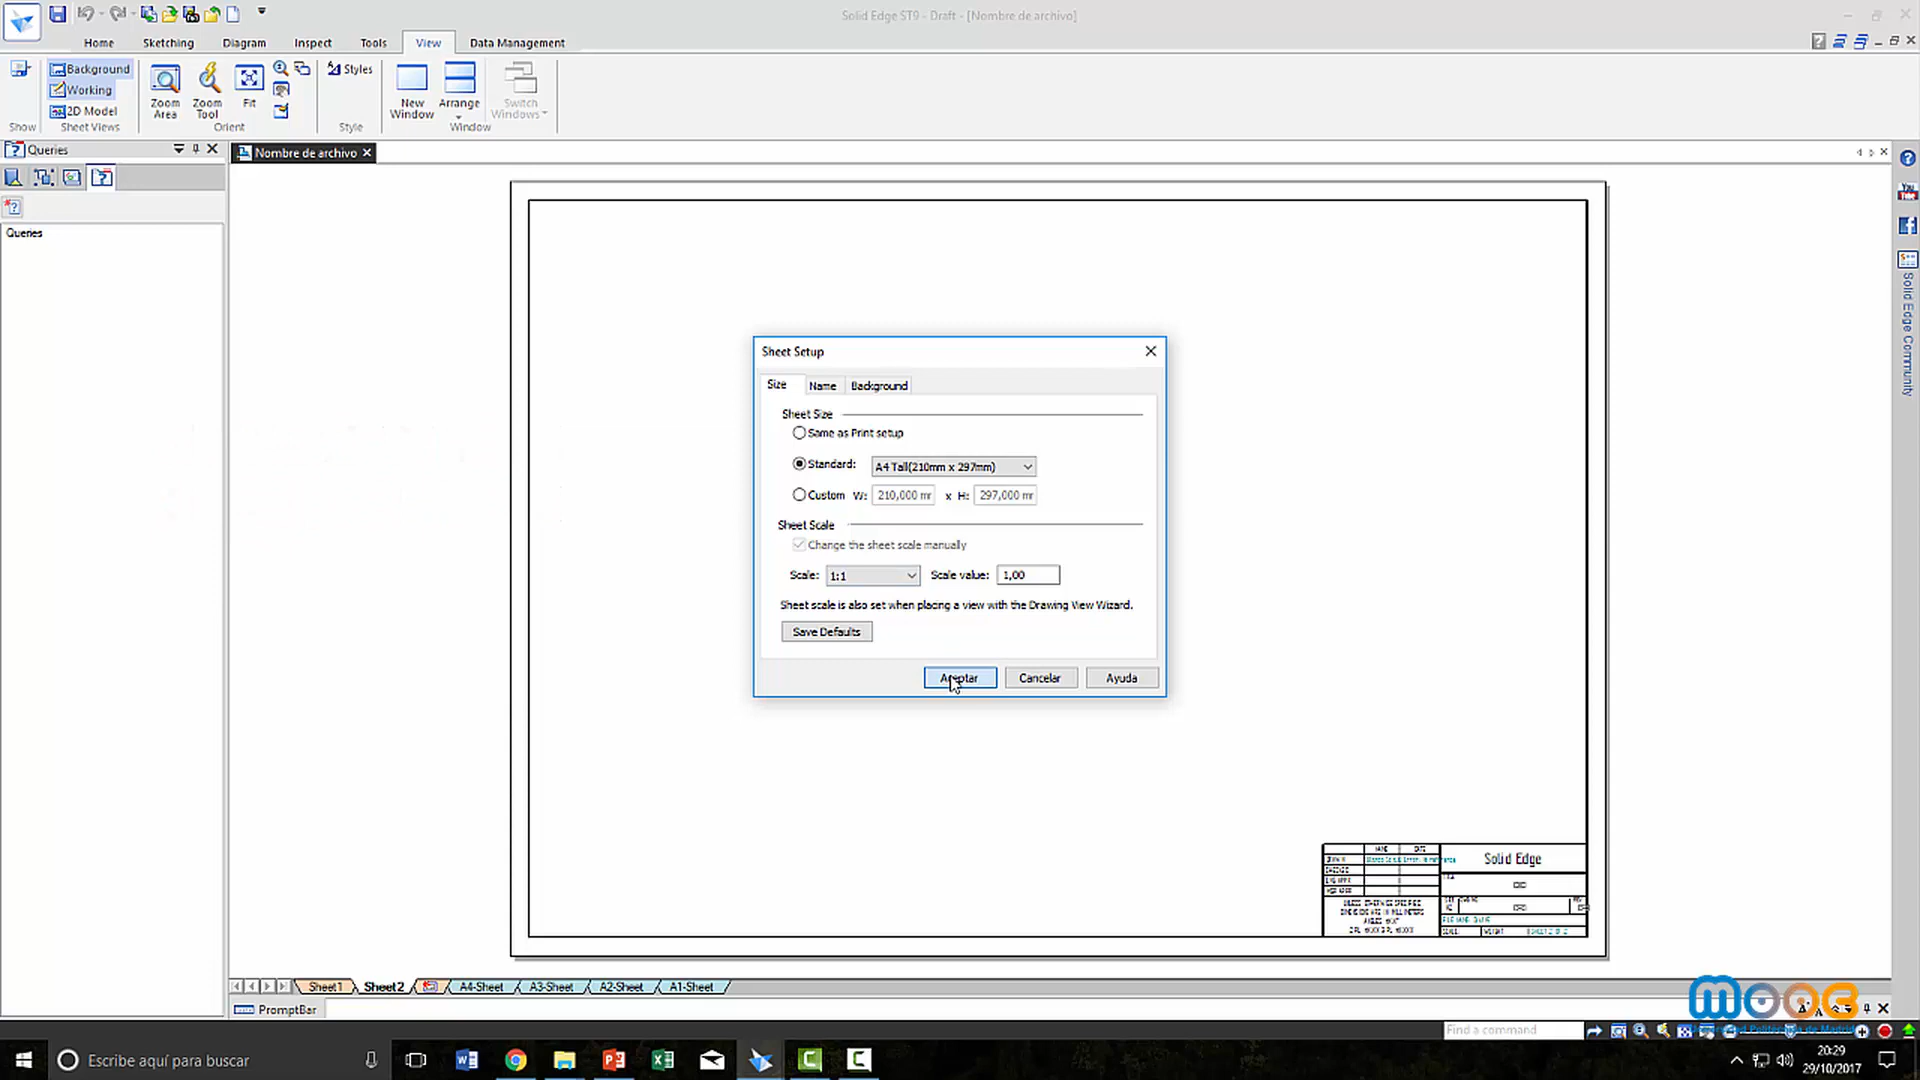 Solid Edge ST9 - Draft - [Nombre de archivo]
Home Sketching Diagram Inspect Tools View Data Management
Background
Working
2D Model
Zoom Area
Zoom Tool
Fit
Styles
New Window
Arrange
Switch Windows
Show Sheet Views Orient Style Window
Queries
Nombre de archivo
Queries
You
Solid Edge Community
Sheet Setup
Size Name Background
Sheet Size
Same as Print setup
Standard: A4 Tall(210mm x 297mm)
Custom W: 210,000 mr x H: 297,000 mr
Sheet Scale
Change the sheet scale manually
Scale: 1:1 Scale value: 1,00
Sheet scale is also set when placing a view with the Drawing View Wizard.
Save Defaults
Aceptar Cancelar Ayuda
NAME DATE
Solid Edge
Sheet1 Sheet2 A4-Sheet A3-Sheet A2-Sheet A1-Sheet
PromptBar
mooc
Find a command
Escribe aquí para buscar
20:29
29/10/2017